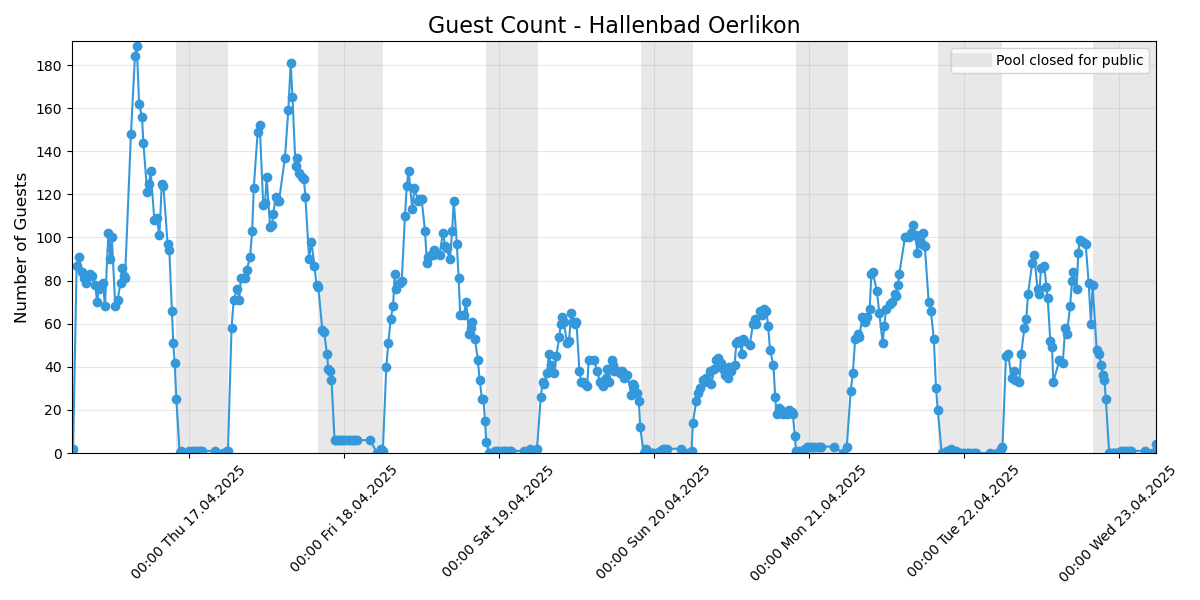 Guest Count - Hallenbad Oerlikon
Pool closed for public
Number of Guests
180
160
140
120
100
80
60
40
20
0
00:00 Thu 17.04.2025
00:00 Fri 18.04.2025
00:00 Sat 19.04.2025
00:00 Sun 20.04.2025
00:00 Mon 21.04.2025
00:00 Tue 22.04.2025
00:00 Wed 23.04.2025